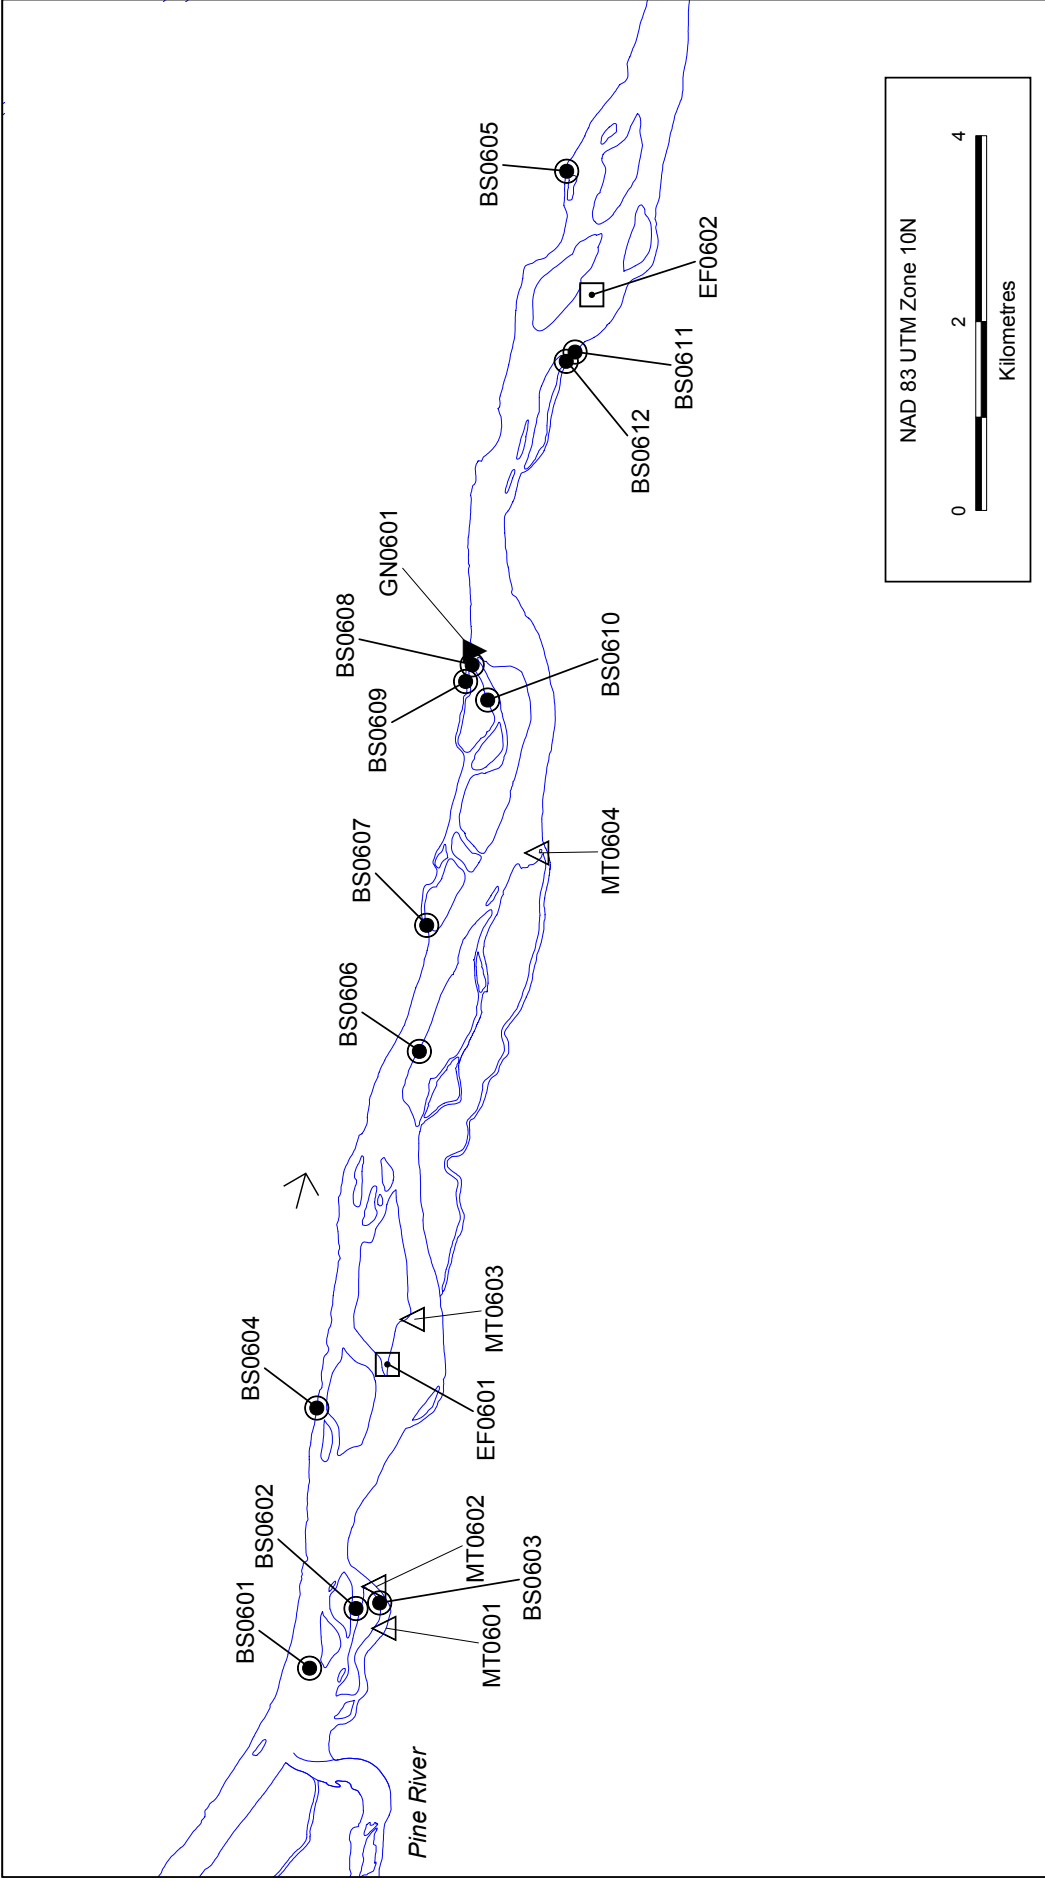 BS0601
BS0602
MT0601
BS0603
MT0602
Pine River
BS0604
EF0601
MT0603
BS0606
BS0607
MT0604
BS0609
BS0608
GN0601
BS0610
BS0612
BS0611
EF0602
BS0605
NAD 83 UTM Zone 10N
0 2 4
Kilometres